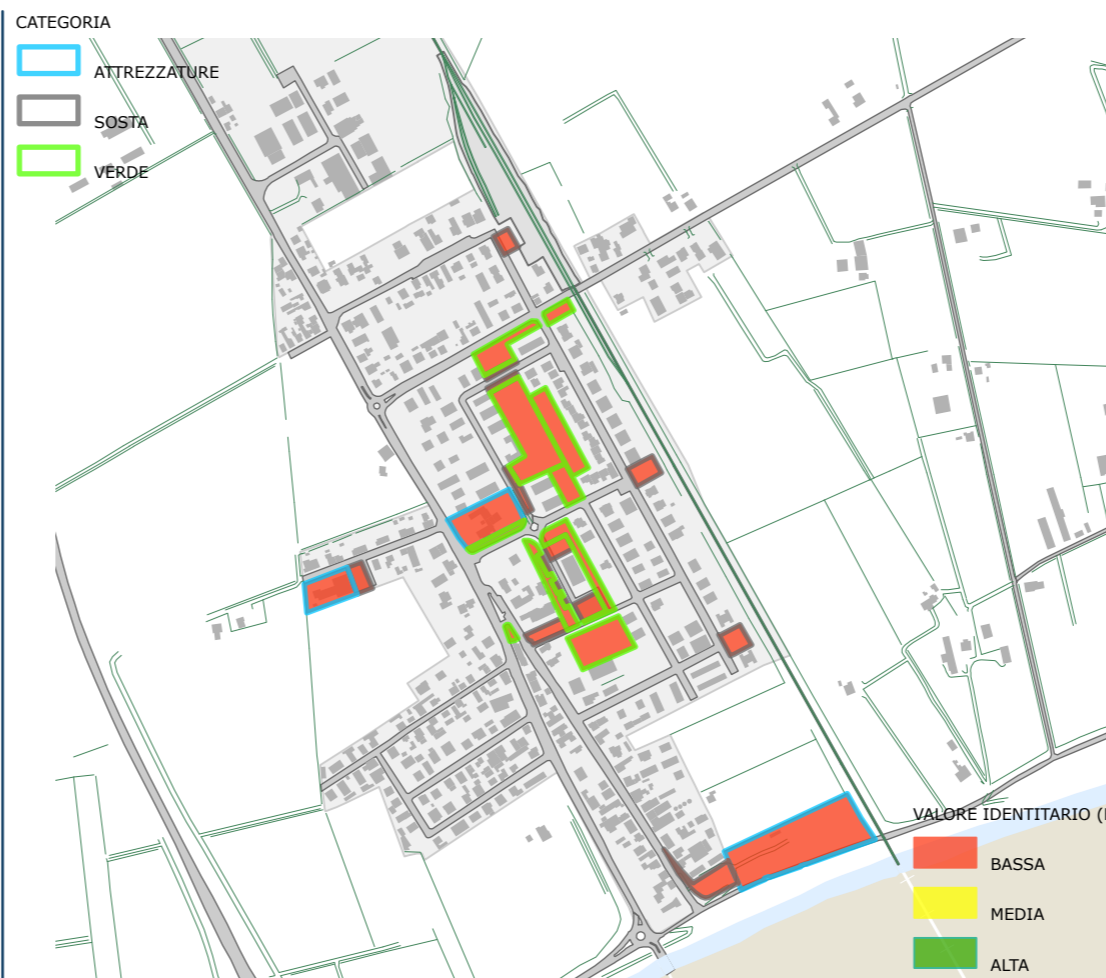 CATEGORIA
ATTREZZATURE
SOSTA
VERDE
VALORE IDENTITARIO (
BASSA
MEDIA
ALTA